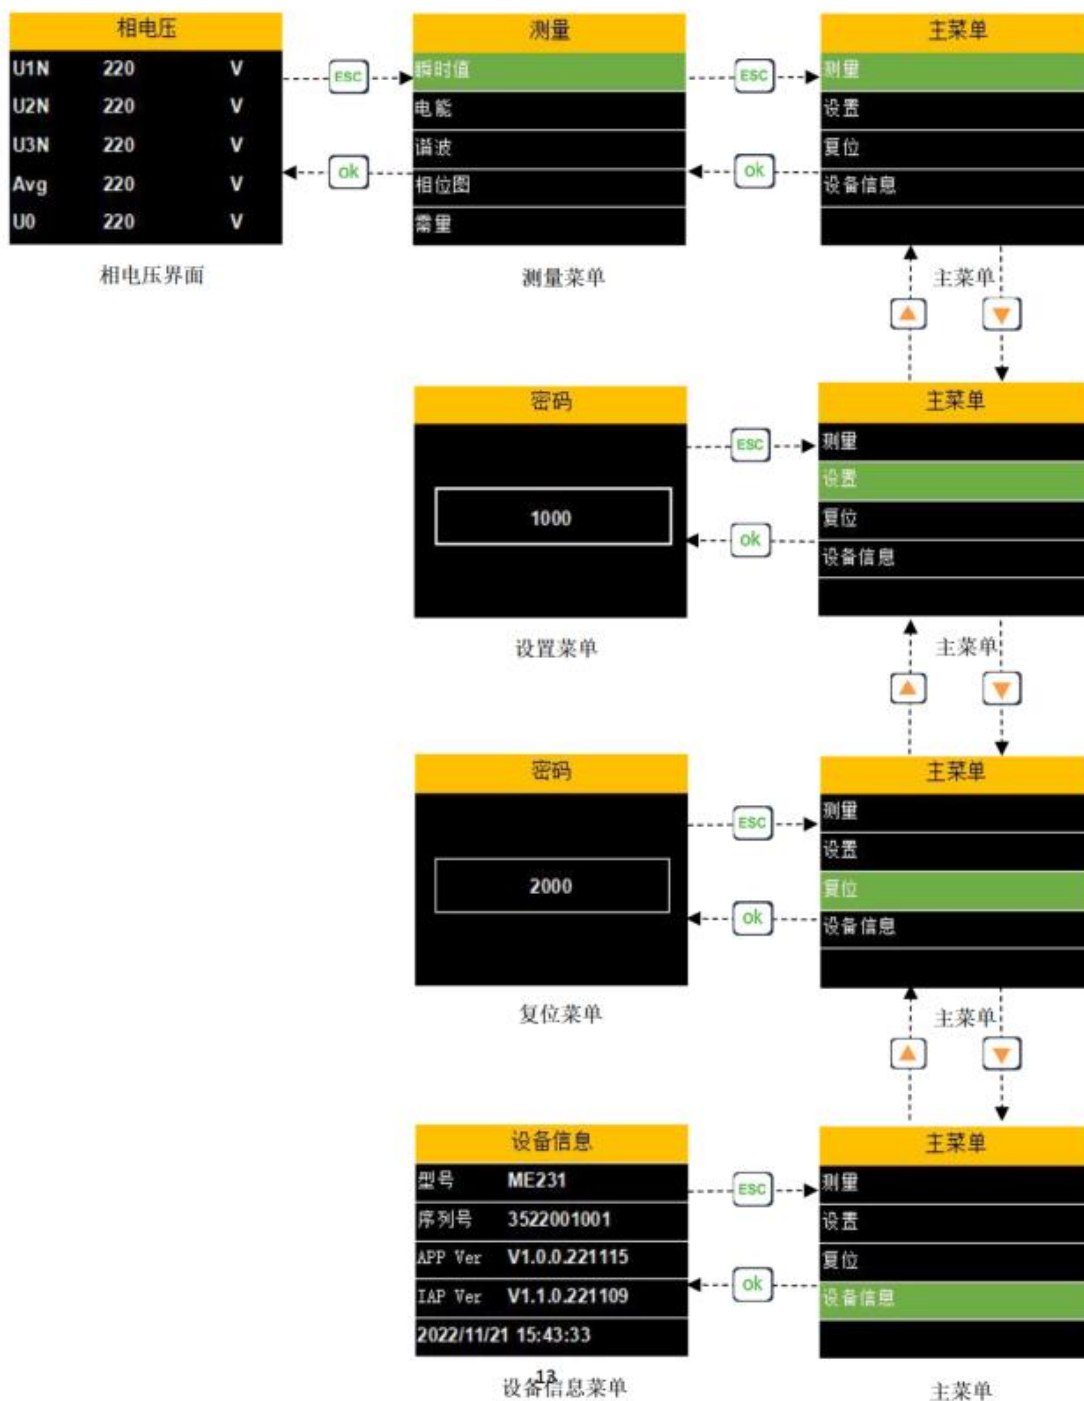 相电压
U1N 220 V
U2N 220 V
U3N 220 V
Avg 220 V
U0 220 V
相电压界面
ESC
ok
测量
瞬时值
电能
谐波
相位图
需量
测量菜单
ESC
ok
主菜单
测量
设置
复位
设备信息
主菜单
密码
1000
设置菜单
ESC
ok
主菜单
测量
设置
复位
设备信息
主菜单
密码
2000
复位菜单
ESC
ok
主菜单
测量
设置
复位
设备信息
主菜单
设备信息
型号 ME231
序列号 3522001001
APP Ver V1.0.0.221115
IAP Ver V1.1.0.221109
2022/11/21 15:43:33
13
设备信息菜单
ESC
ok
主菜单
测量
设置
复位
设备信息
主菜单